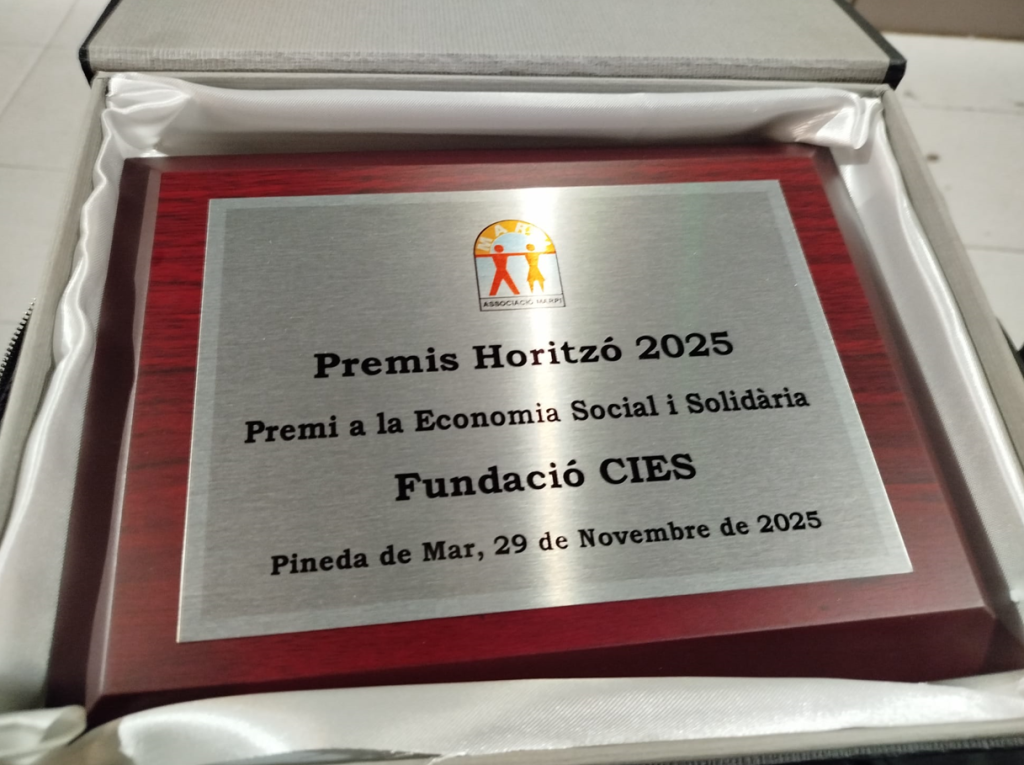 MARPI
ASSOCIACIÓ MARPI
Premis Horitzó 2025
Premi a la Economia Social i Solidària
Fundació CIES
Pineda de Mar, 29 de Novembre de 2025